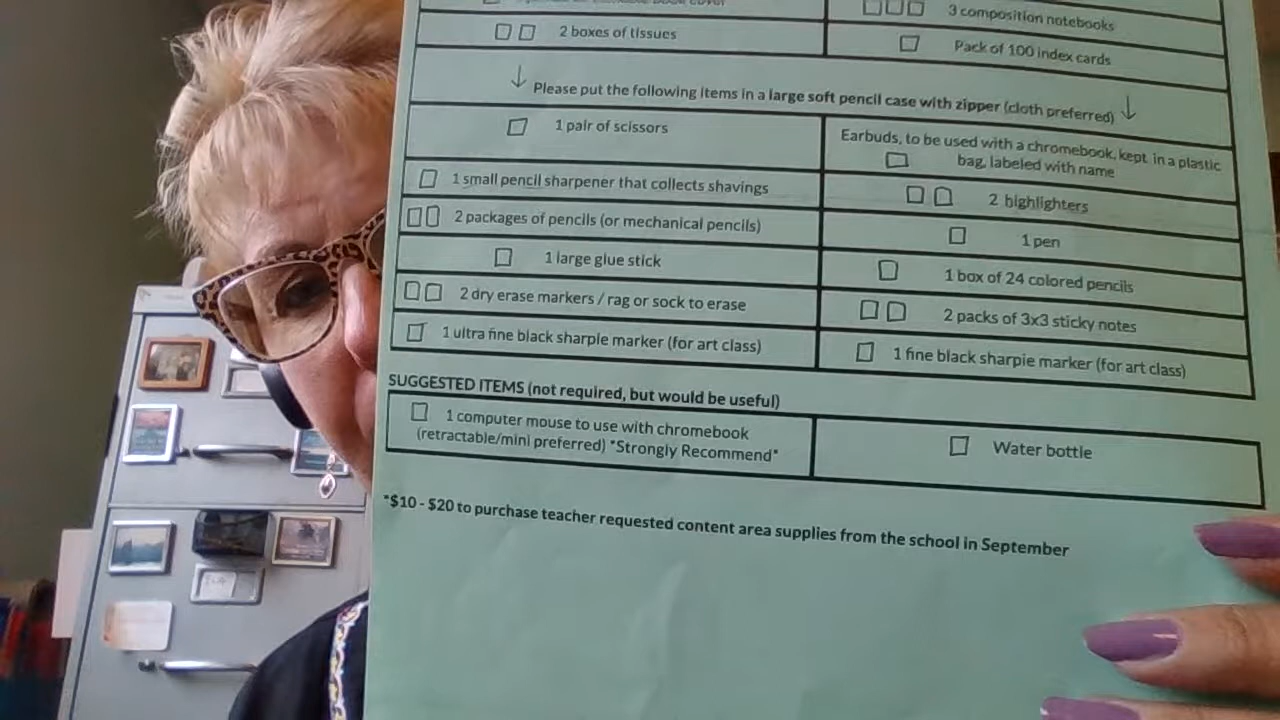 3 composition notebooks
2 boxes of tissues
Pack of 100 index cards
Please put the following items in a large soft pencil case with zipper (cloth preferred)
1 pair of scissors
Earbuds, to be used with a chromebook, kept in a plastic
bag, labeled with name
1 small pencil sharpener that collects shavings
2 highlighters
2 packages of pencils (or mechanical pencils)
1 pen
1 large glue stick
1 box of 24 colored pencils
2 dry erase markers / rag or sock to erase
2 packs of 3x3 sticky notes
1 ultra fine black sharpie marker (for art class)
1 fine black sharpie marker (for art class)
SUGGESTED ITEMS (not required, but would be useful)
1 computer mouse to use with chromebook
(retractable/mini preferred) *Strongly Recommend*
Water bottle
*$10 - $20 to purchase teacher requested content area supplies from the school in September